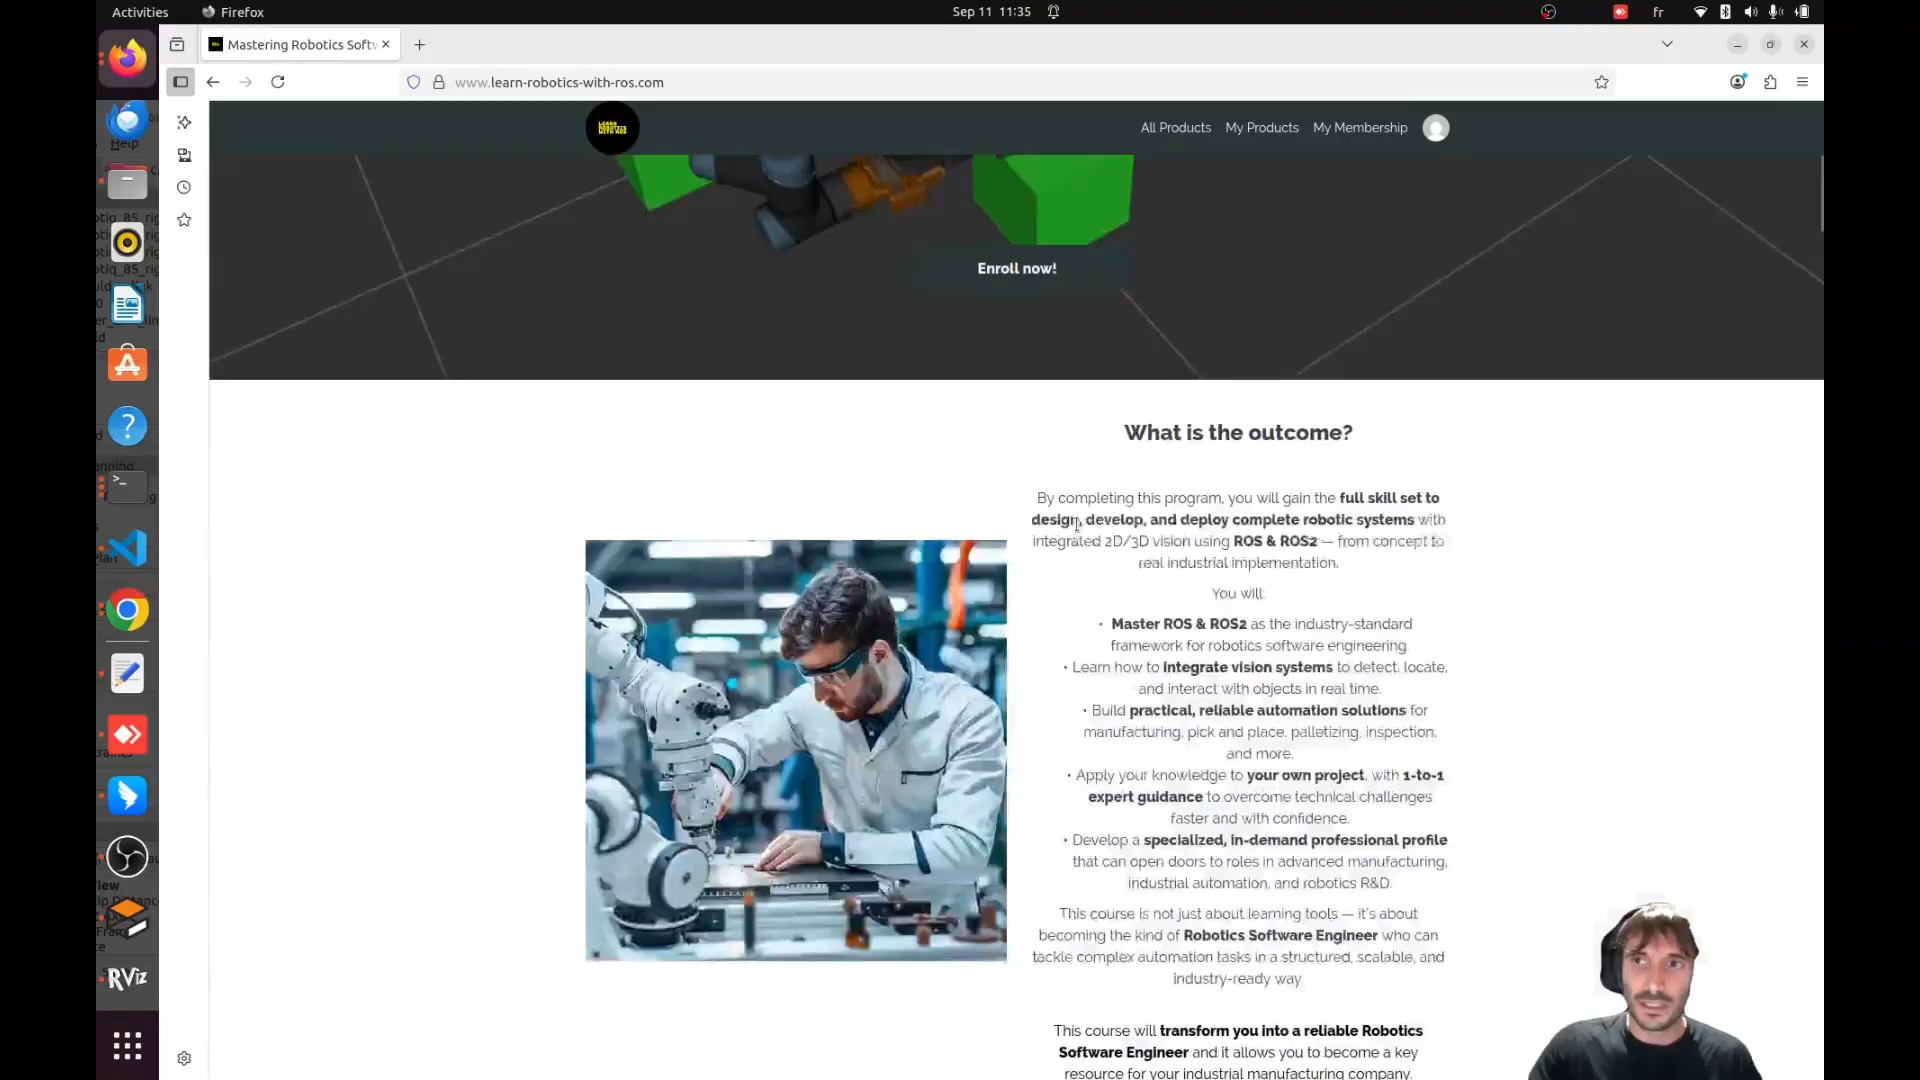 Activities
Firefox
Sep 11 11:35
fr
Mastering Robotics Softw
www.learn-robotics-with-ros.com
LEARN
ROBOTICS
WITH ROS
All Products
My Products
My Membership
Enroll now!
What is the outcome?
By completing this program, you will gain the full skill set to
design, develop, and deploy complete robotic systems with
integrated 2D/3D vision using ROS & ROS2 — from concept to
real industrial implementation.
You will:
• Master ROS & ROS2 as the industry-standard
framework for robotics software engineering.
• Learn how to integrate vision systems to detect, locate,
and interact with objects in real time.
• Build practical, reliable automation solutions for
manufacturing, pick and place, palletizing, inspection,
and more.
• Apply your knowledge to your own project, with 1-to-1
expert guidance to overcome technical challenges
faster and with confidence.
• Develop a specialized, in-demand professional profile
that can open doors to roles in advanced manufacturing,
industrial automation, and robotics R&D.
This course is not just about learning tools — it's about
becoming the kind of Robotics Software Engineer who can
tackle complex automation tasks in a structured, scalable, and
industry-ready way
This course will transform you into a reliable Robotics
Software Engineer and it allows you to become a key
resource for your industrial manufacturing company.
Help
View
RViz